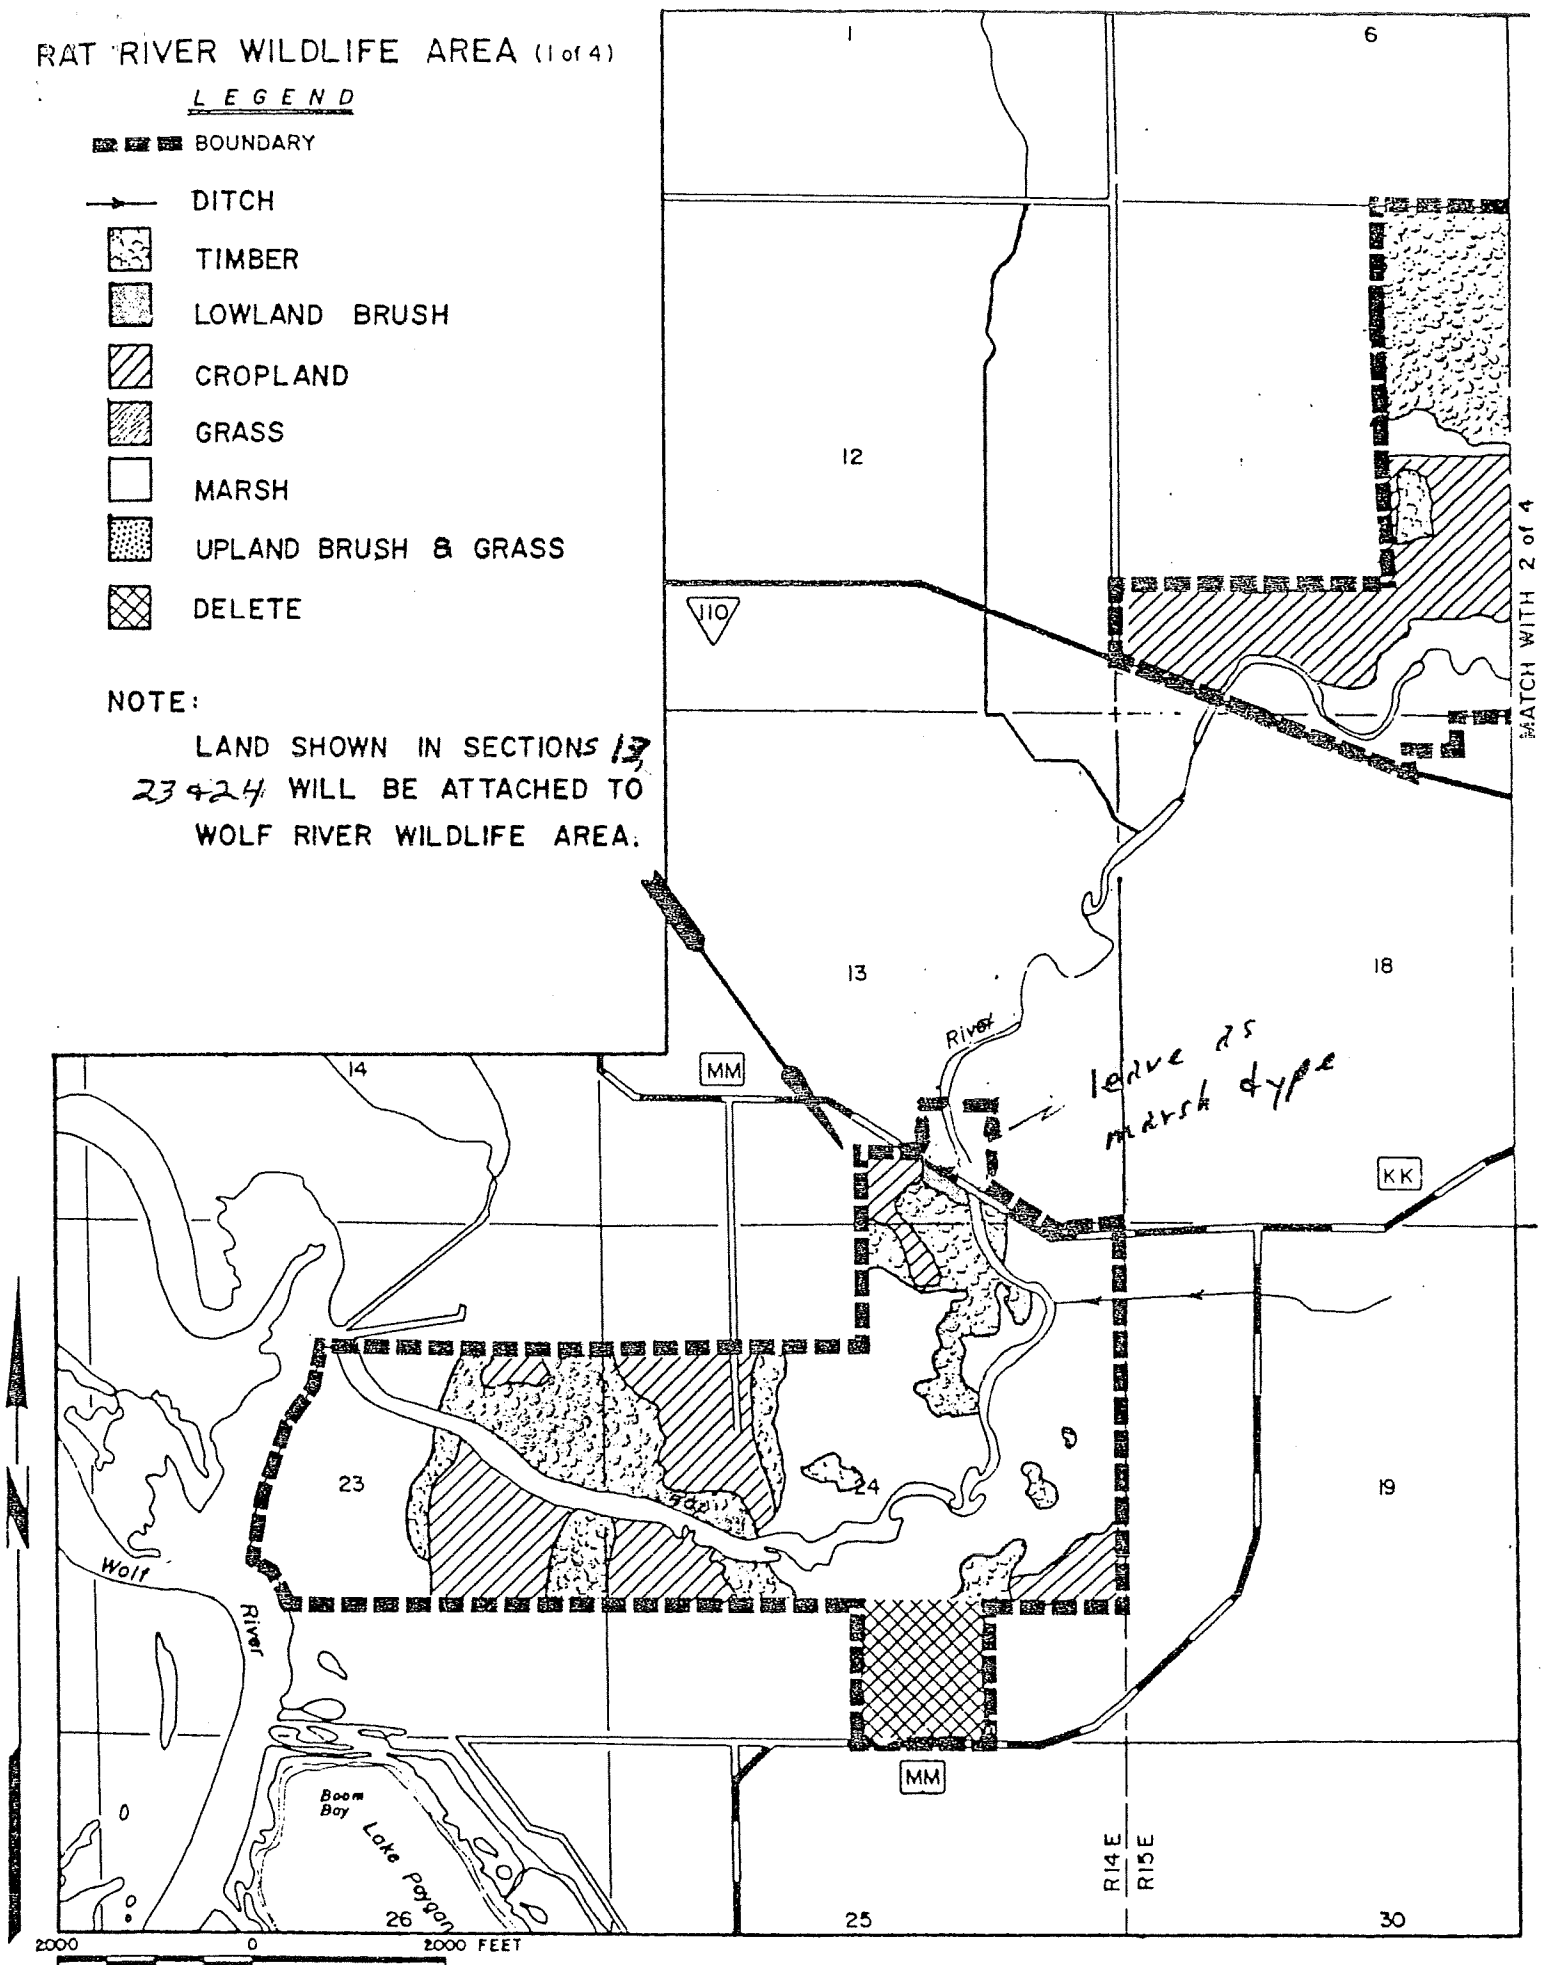 RAT RIVER WILDLIFE AREA (1 of 4)
LEGEND
BOUNDARY
DITCH
TIMBER
LOWLAND BRUSH
CROPLAND
GRASS
MARSH
UPLAND BRUSH & GRASS
DELETE
NOTE:
LAND SHOWN IN SECTIONS 13,
23 & 24 WILL BE ATTACHED TO
WOLF RIVER WILDLIFE AREA.
1
6
12
110
MATCH WITH 2 of 4
13
18
River
leave as
marsh type
14
MM
KK
23
Rat
24
19
Wolf
River
MM
Boom
Bay
Lake Poygan
R14E
R15E
26
25
30
2000
0
2000 FEET
N